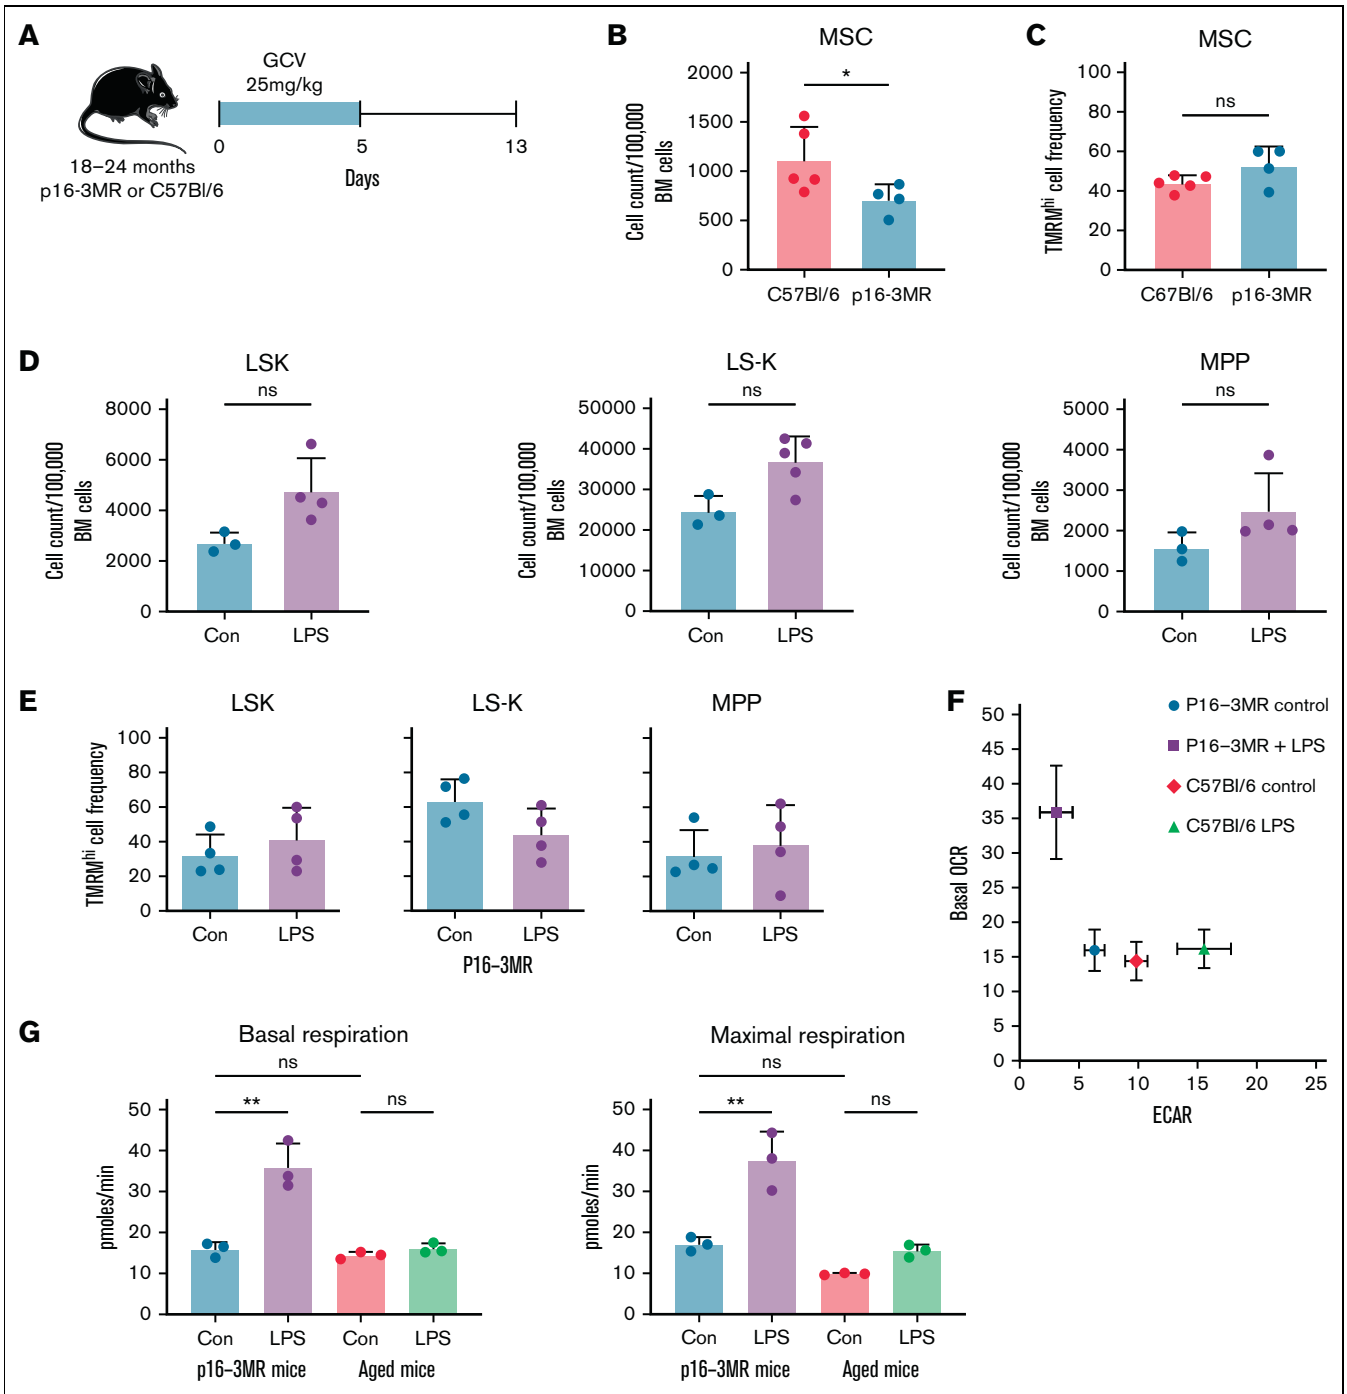 A
GCV
25mg/kg
0 5 13
Days
18–24 months
p16-3MR or C57Bl/6
B
MSC
*
2000
1500
1000
500
0
Cell count/100,000
BM cells
C57Bl/6 p16-3MR
C
MSC
ns
100
80
60
40
20
0
TMRMhi cell frequency
C67Bl/6 p16-3MR
D
LSK
ns
8000
6000
4000
2000
0
Cell count/100,000
BM cells
Con LPS
LS-K
ns
50000
40000
30000
20000
10000
0
Cell count/100,000
BM cells
Con LPS
MPP
ns
5000
4000
3000
2000
1000
0
Cell count/100,000
BM cells
Con LPS
E
LSK
100
80
60
40
20
0
TMRMhi cell frequency
Con LPS
LS-K
Con LPS
P16–3MR
MPP
Con LPS
F
50
45
40
35
30
25
20
15
10
5
0
Basal OCR
P16–3MR control
P16–3MR + LPS
C57Bl/6 control
C57Bl/6 LPS
0 5 10 15 20 25
ECAR
G
Basal respiration
ns
** ns
50
40
30
20
10
0
pmoles/min
Con LPS Con LPS
p16–3MR mice Aged mice
Maximal respiration
ns
** ns
50
40
30
20
10
0
pmoles/min
Con LPS Con LPS
p16–3MR mice Aged mice